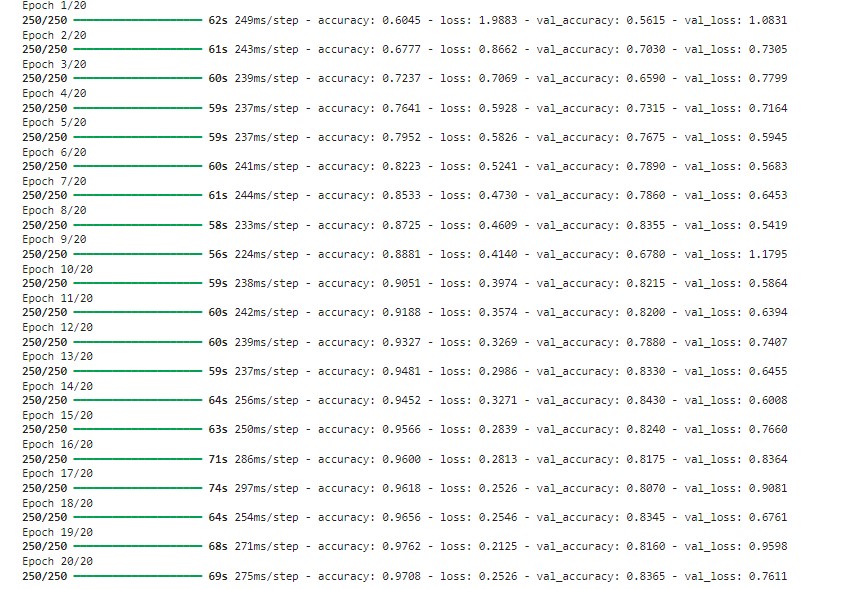 Epoch 1/20
250/250 ━━━━━━━━━━━━━━━━━━━━ 62s 249ms/step - accuracy: 0.6045 - loss: 1.9883 - val_accuracy: 0.5615 - val_loss: 1.0831
Epoch 2/20
250/250 ━━━━━━━━━━━━━━━━━━━━ 61s 243ms/step - accuracy: 0.6777 - loss: 0.8662 - val_accuracy: 0.7030 - val_loss: 0.7305
Epoch 3/20
250/250 ━━━━━━━━━━━━━━━━━━━━ 60s 239ms/step - accuracy: 0.7237 - loss: 0.7069 - val_accuracy: 0.6590 - val_loss: 0.7799
Epoch 4/20
250/250 ━━━━━━━━━━━━━━━━━━━━ 59s 237ms/step - accuracy: 0.7641 - loss: 0.5928 - val_accuracy: 0.7315 - val_loss: 0.7164
Epoch 5/20
250/250 ━━━━━━━━━━━━━━━━━━━━ 59s 237ms/step - accuracy: 0.7952 - loss: 0.5826 - val_accuracy: 0.7675 - val_loss: 0.5945
Epoch 6/20
250/250 ━━━━━━━━━━━━━━━━━━━━ 60s 241ms/step - accuracy: 0.8223 - loss: 0.5241 - val_accuracy: 0.7890 - val_loss: 0.5683
Epoch 7/20
250/250 ━━━━━━━━━━━━━━━━━━━━ 61s 244ms/step - accuracy: 0.8533 - loss: 0.4730 - val_accuracy: 0.7860 - val_loss: 0.6453
Epoch 8/20
250/250 ━━━━━━━━━━━━━━━━━━━━ 58s 233ms/step - accuracy: 0.8725 - loss: 0.4609 - val_accuracy: 0.8355 - val_loss: 0.5419
Epoch 9/20
250/250 ━━━━━━━━━━━━━━━━━━━━ 56s 224ms/step - accuracy: 0.8881 - loss: 0.4140 - val_accuracy: 0.6780 - val_loss: 1.1795
Epoch 10/20
250/250 ━━━━━━━━━━━━━━━━━━━━ 59s 238ms/step - accuracy: 0.9051 - loss: 0.3974 - val_accuracy: 0.8215 - val_loss: 0.5864
Epoch 11/20
250/250 ━━━━━━━━━━━━━━━━━━━━ 60s 242ms/step - accuracy: 0.9188 - loss: 0.3574 - val_accuracy: 0.8200 - val_loss: 0.6394
Epoch 12/20
250/250 ━━━━━━━━━━━━━━━━━━━━ 60s 239ms/step - accuracy: 0.9327 - loss: 0.3269 - val_accuracy: 0.7880 - val_loss: 0.7407
Epoch 13/20
250/250 ━━━━━━━━━━━━━━━━━━━━ 59s 237ms/step - accuracy: 0.9481 - loss: 0.2986 - val_accuracy: 0.8330 - val_loss: 0.6455
Epoch 14/20
250/250 ━━━━━━━━━━━━━━━━━━━━ 64s 256ms/step - accuracy: 0.9452 - loss: 0.3271 - val_accuracy: 0.8430 - val_loss: 0.6008
Epoch 15/20
250/250 ━━━━━━━━━━━━━━━━━━━━ 63s 250ms/step - accuracy: 0.9566 - loss: 0.2839 - val_accuracy: 0.8240 - val_loss: 0.7660
Epoch 16/20
250/250 ━━━━━━━━━━━━━━━━━━━━ 71s 286ms/step - accuracy: 0.9600 - loss: 0.2813 - val_accuracy: 0.8175 - val_loss: 0.8364
Epoch 17/20
250/250 ━━━━━━━━━━━━━━━━━━━━ 74s 297ms/step - accuracy: 0.9618 - loss: 0.2526 - val_accuracy: 0.8070 - val_loss: 0.9081
Epoch 18/20
250/250 ━━━━━━━━━━━━━━━━━━━━ 64s 254ms/step - accuracy: 0.9656 - loss: 0.2546 - val_accuracy: 0.8345 - val_loss: 0.6761
Epoch 19/20
250/250 ━━━━━━━━━━━━━━━━━━━━ 68s 271ms/step - accuracy: 0.9762 - loss: 0.2125 - val_accuracy: 0.8160 - val_loss: 0.9598
Epoch 20/20
250/250 ━━━━━━━━━━━━━━━━━━━━ 69s 275ms/step - accuracy: 0.9708 - loss: 0.2526 - val_accuracy: 0.8365 - val_loss: 0.7611